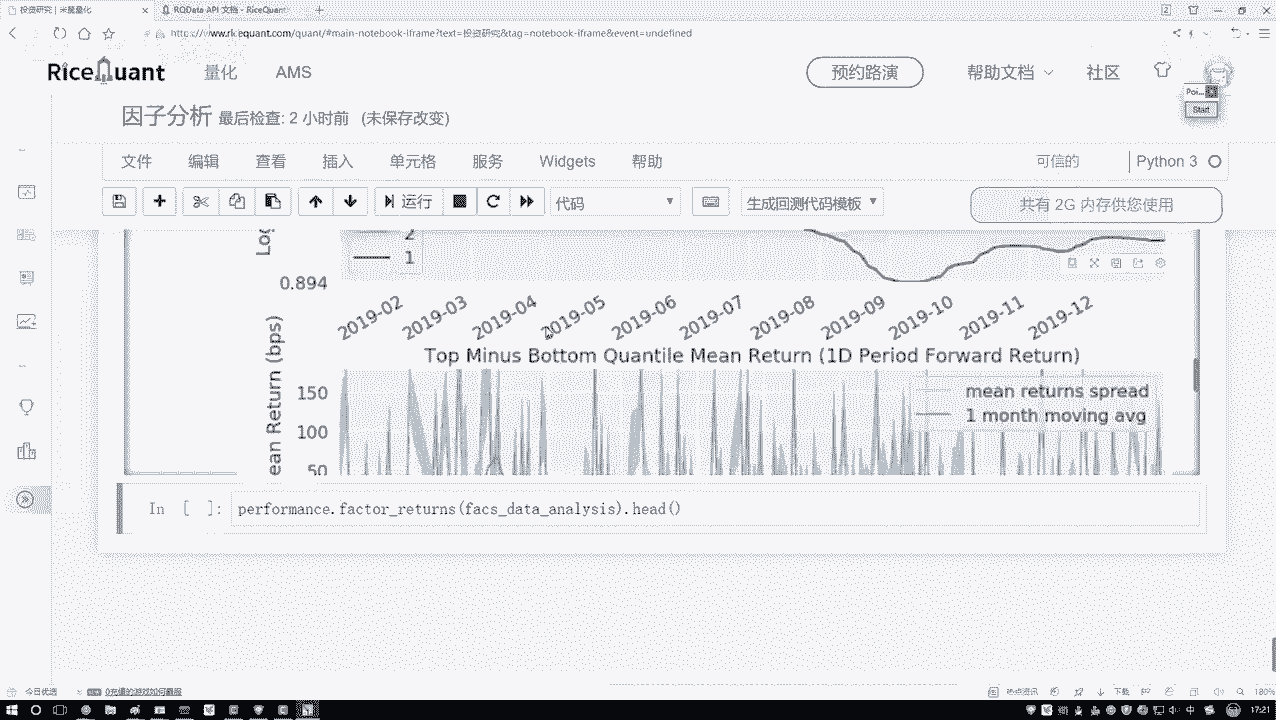 投资研究 | 米筐量化
RQData API 文档 - RiceQuant
https://www.ricequant.com/quant/#main-notebook-iframe?text=投资研究&tag=notebook-iframe&event=undefined
RiceQuant
量化
AMS
预约路演
帮助文档
社区
Poi...
Start
因子分析 最后检查: 2 小时前 (未保存改变)
文件
编辑
查看
插入
单元格
服务
Widgets
帮助
可信的
Python 3
运行
代码
生成回测代码模板
共有 2G 内存供您使用
2
1
0.894
2019-02
2019-03
2019-04
2019-05
2019-06
2019-07
2019-08
2019-09
2019-10
2019-11
2019-12
Top Minus Bottom Quantile Mean Return (1D Period Forward Return)
ean Return (bps)
150
100
50
mean returns spread
1 month moving avg
In [ ]: performance.factor_returns(facs_data_analysis).head()
今日优选
热点资讯
下载
180%
中
17:21